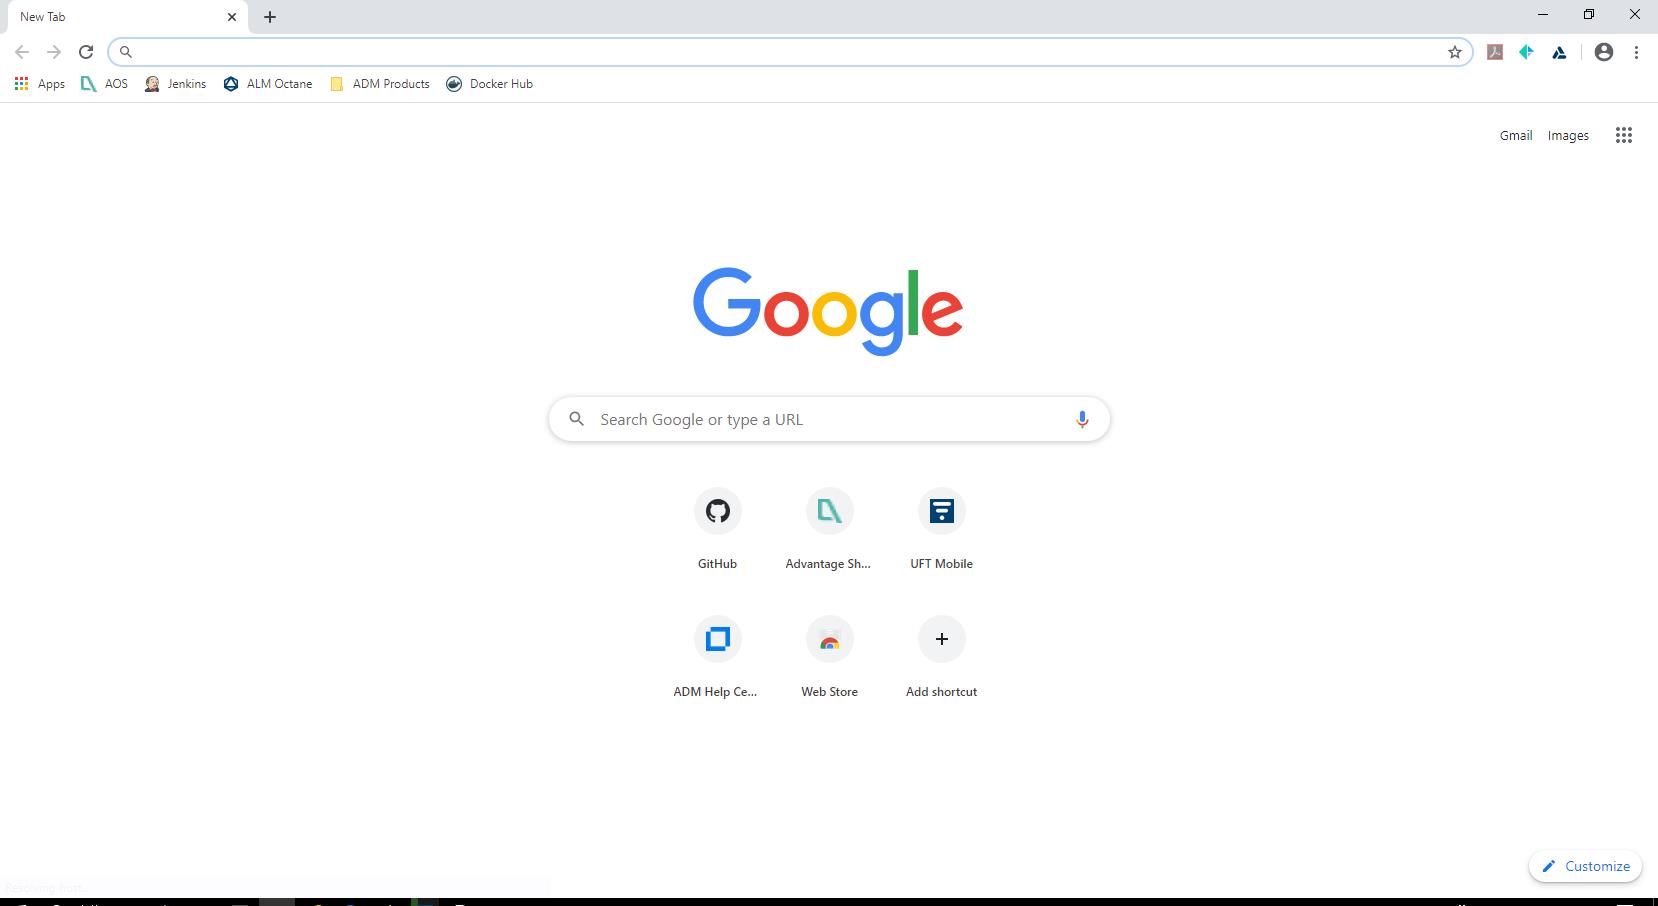 New Tab
Apps AOS Jenkins ALM Octane ADM Products Docker Hub
Gmail Images
Google
Search Google or type a URL
GitHub Advantage Sh... UFT Mobile
ADM Help Ce... Web Store Add shortcut
Customize
Resolving host...